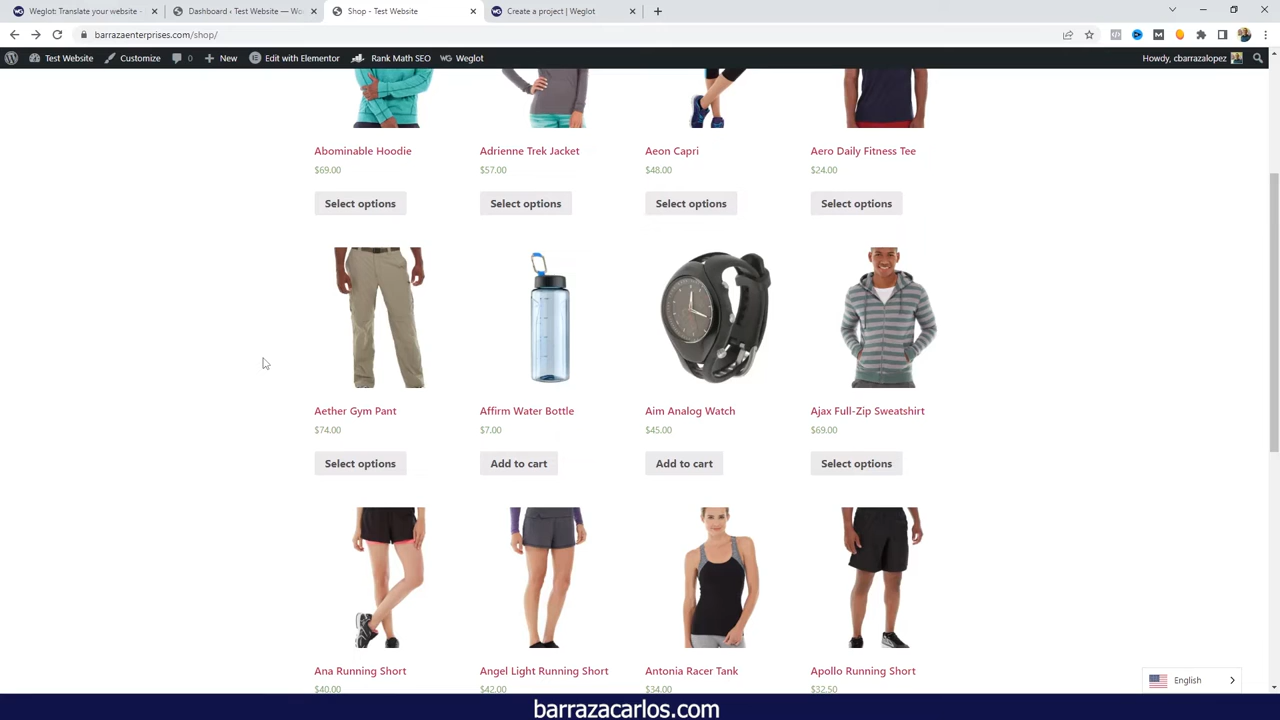 Weglot: Translate your website -
Dashboard ‹ Test Website — Wo
Shop - Test Website
Create a project | Weglot
barrazaenterprises.com/shop/
Test Website
Customize
0
New
Edit with Elementor
Rank Math SEO
Weglot
Howdy, cbarrazalopez
Abominable Hoodie
Adrienne Trek Jacket
Aeon Capri
Aero Daily Fitness Tee
$69.00
$57.00
$48.00
$24.00
Select options
Select options
Select options
Select options
Aether Gym Pant
Affirm Water Bottle
Aim Analog Watch
Ajax Full-Zip Sweatshirt
$74.00
$7.00
$45.00
$69.00
Select options
Add to cart
Add to cart
Select options
Ana Running Short
Angel Light Running Short
Antonia Racer Tank
Apollo Running Short
$40.00
$42.00
$34.00
$32.50
English
barrazacarlos.com